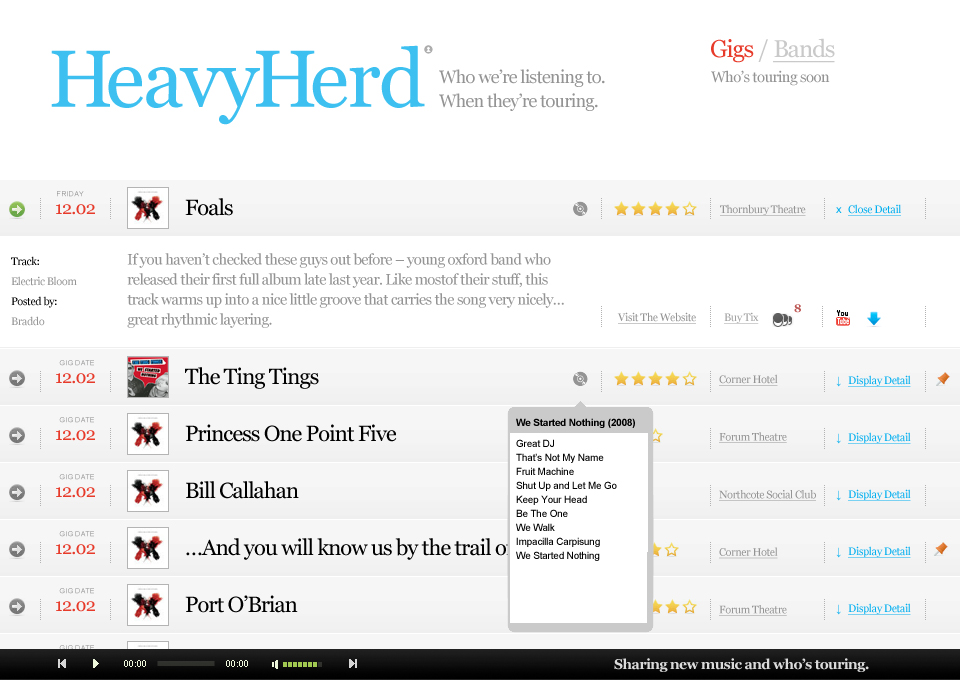 HeavyHerd
Who we're listening to.
When they're touring.
Gigs / Bands
Who's touring soon
FRIDAY
12.02
Foals
Thornbury Theatre
x Close Detail
Track:
Electric Bloom
Posted by:
Braddo
If you haven't checked these guys out before – young oxford band who
released their first full album late last year. Like mostof their stuff, this
track warms up into a nice little groove that carries the song very nicely…
great rhythmic layering.
Visit The Website
Buy Tix
8
You
Tube
GIG DATE
12.02
The Ting Tings
Corner Hotel
↓ Display Detail
GIG DATE
12.02
Princess One Point Five
Forum Theatre
↓ Display Detail
GIG DATE
12.02
Bill Callahan
Northcote Social Club
↓ Display Detail
GIG DATE
12.02
…And you will know us by the trail
Corner Hotel
↓ Display Detail
GIG DATE
12.02
Port O'Brian
Forum Theatre
↓ Display Detail
GIG DATE
We Started Nothing (2008)
Great DJ
That's Not My Name
Fruit Machine
Shut Up and Let Me Go
Keep Your Head
Be The One
We Walk
Impacilla Carpisung
We Started Nothing
00:00
00:00
Sharing new music and who's touring.